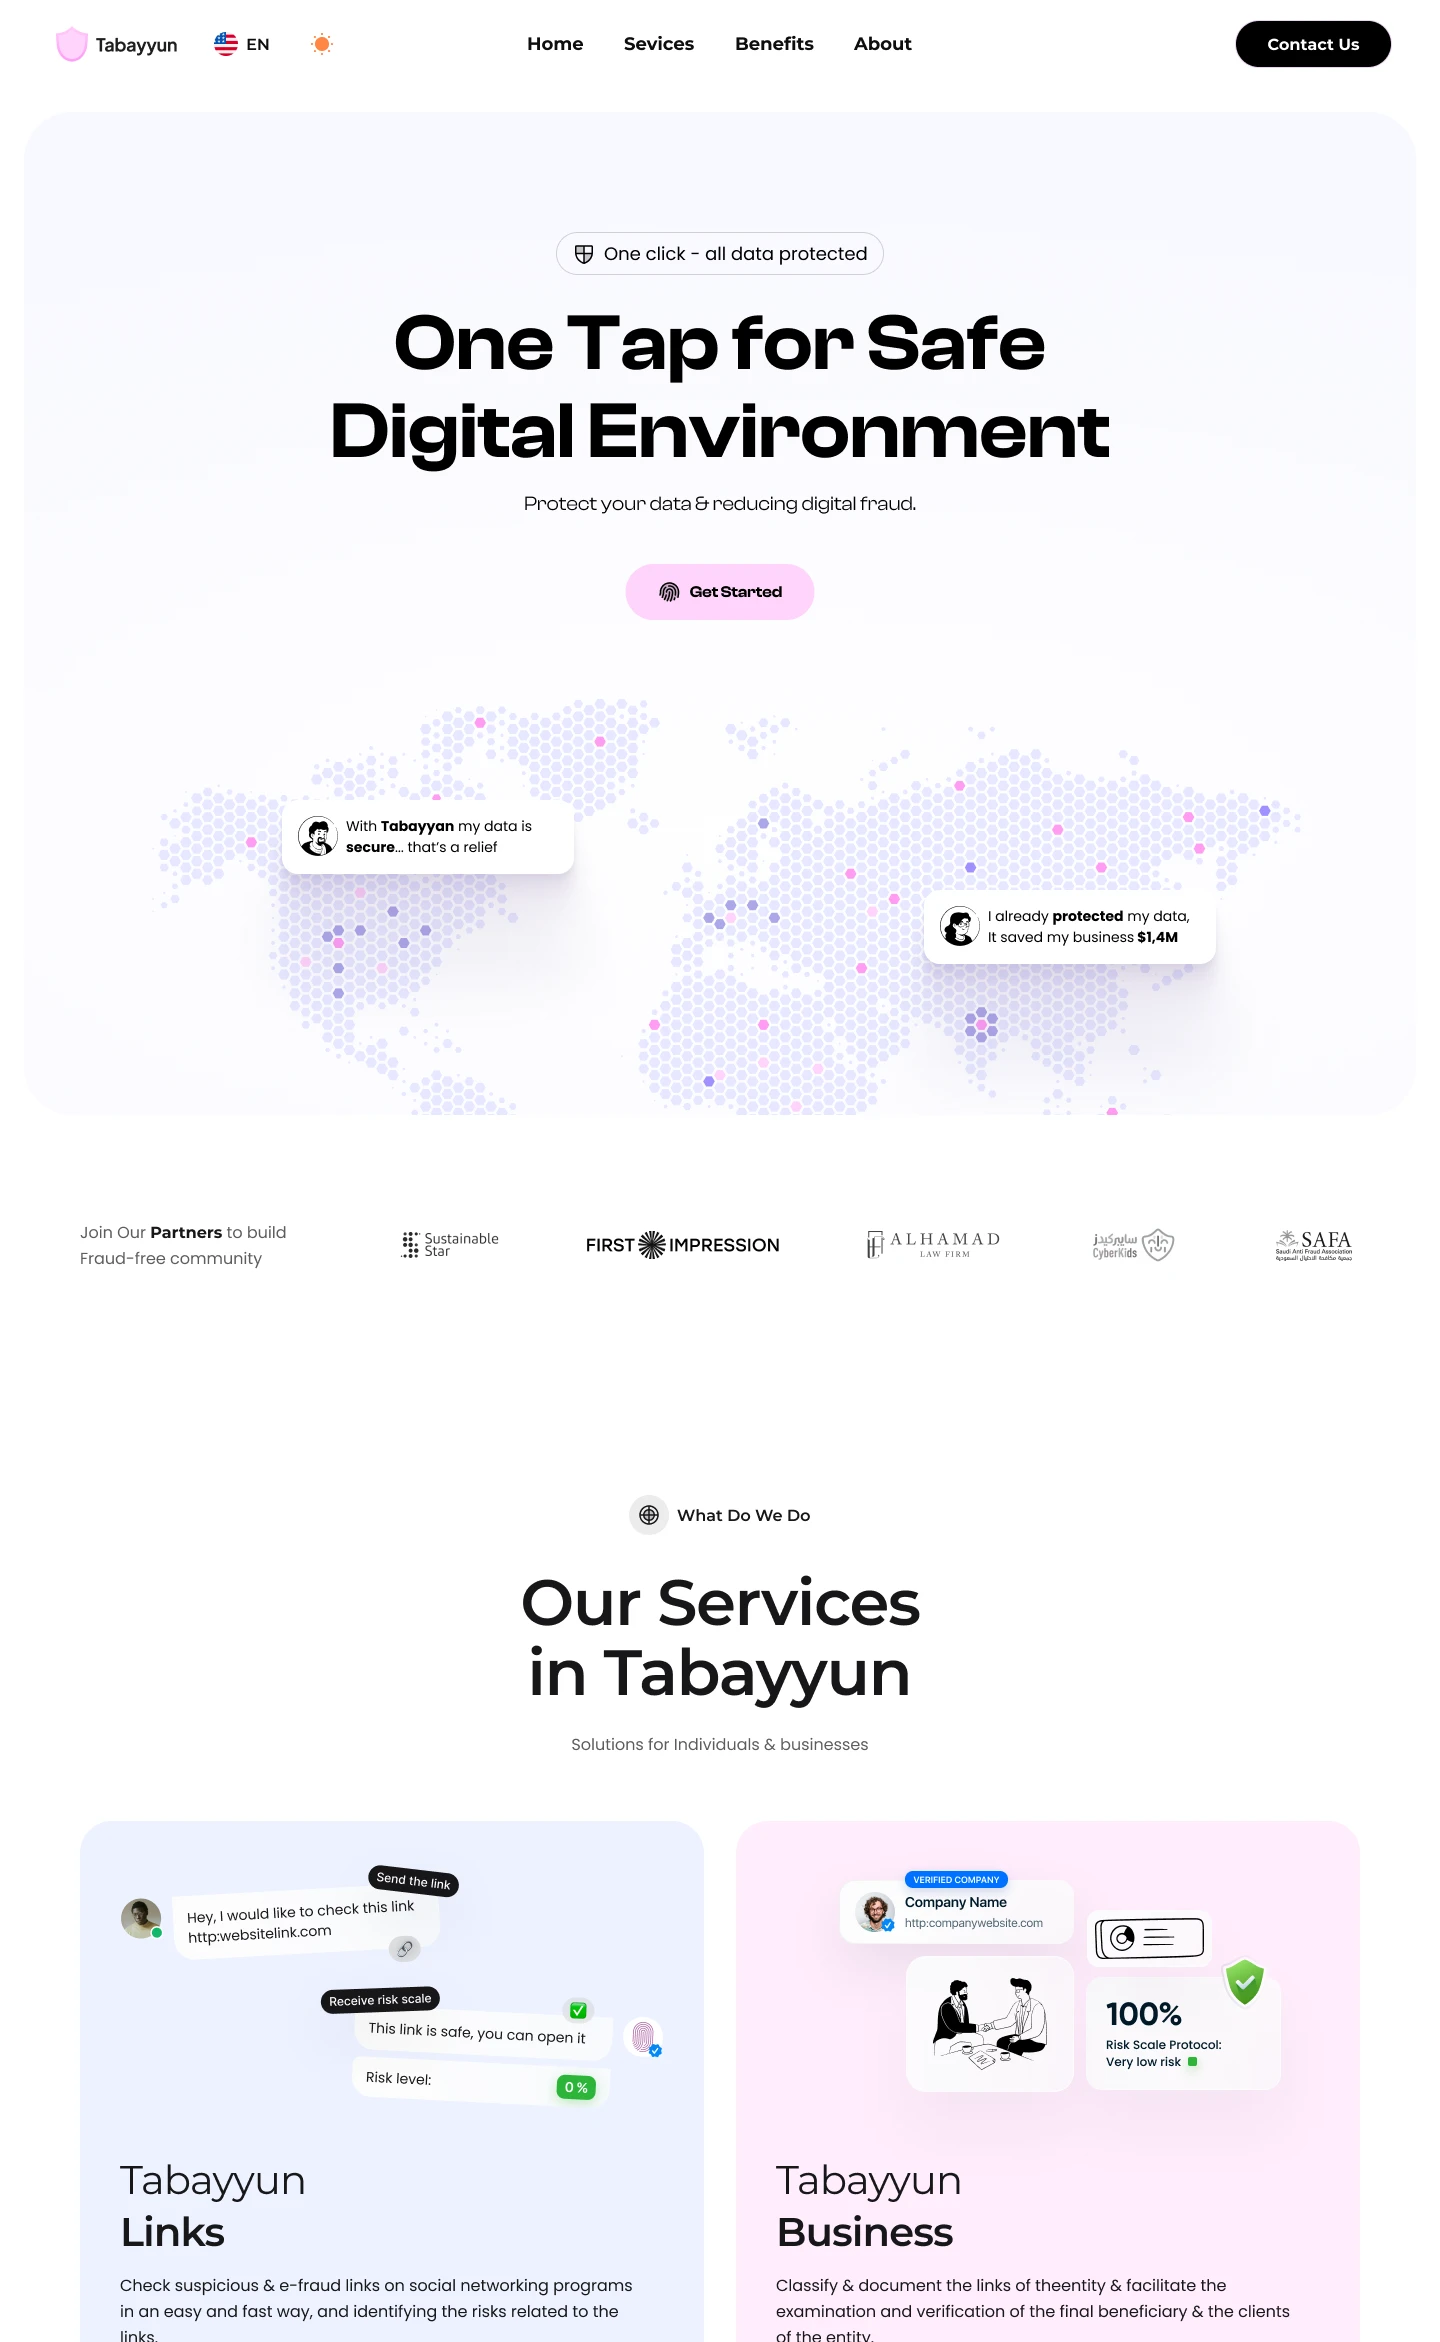 Tabayyun
EN
Home
Sevices
Benefits
About
Contact Us
One click - all data protected
One Tap for Safe
Digital Environment
Protect your data & reducing digital fraud.
Get Started
With Tabayyan my data is
secure... that's a relief
I already protected my data,
It saved my business $1,4M
Join Our Partners to build
Fraud-free community
Sustainable
Star
FIRST IMPRESSION
ALHAMAD
LAW FIRM
سايبركيدز
CyberKids
SAFA
Saudi Anti Fraud Association
جمعية مكافحة الاحتيال السعودية
What Do We Do
Our Services
in Tabayyun
Solutions for Individuals & businesses
Send the link
Hey, I would like to check this link
http:websitelink.com
Receive risk scale
This link is safe, you can open it
Risk level:
0 %
Tabayyun
Links
Check suspicious & e-fraud links on social networking programs
in an easy and fast way, and identifying the risks related to the
links.
VERIFIED COMPANY
Company Name
http:companywebsite.com
100%
Risk Scale Protocol:
Very low risk
Tabayyun
Business
Classify & document the links of theentity & facilitate the
examination and verification of the final beneficiary & the clients
of the entity.